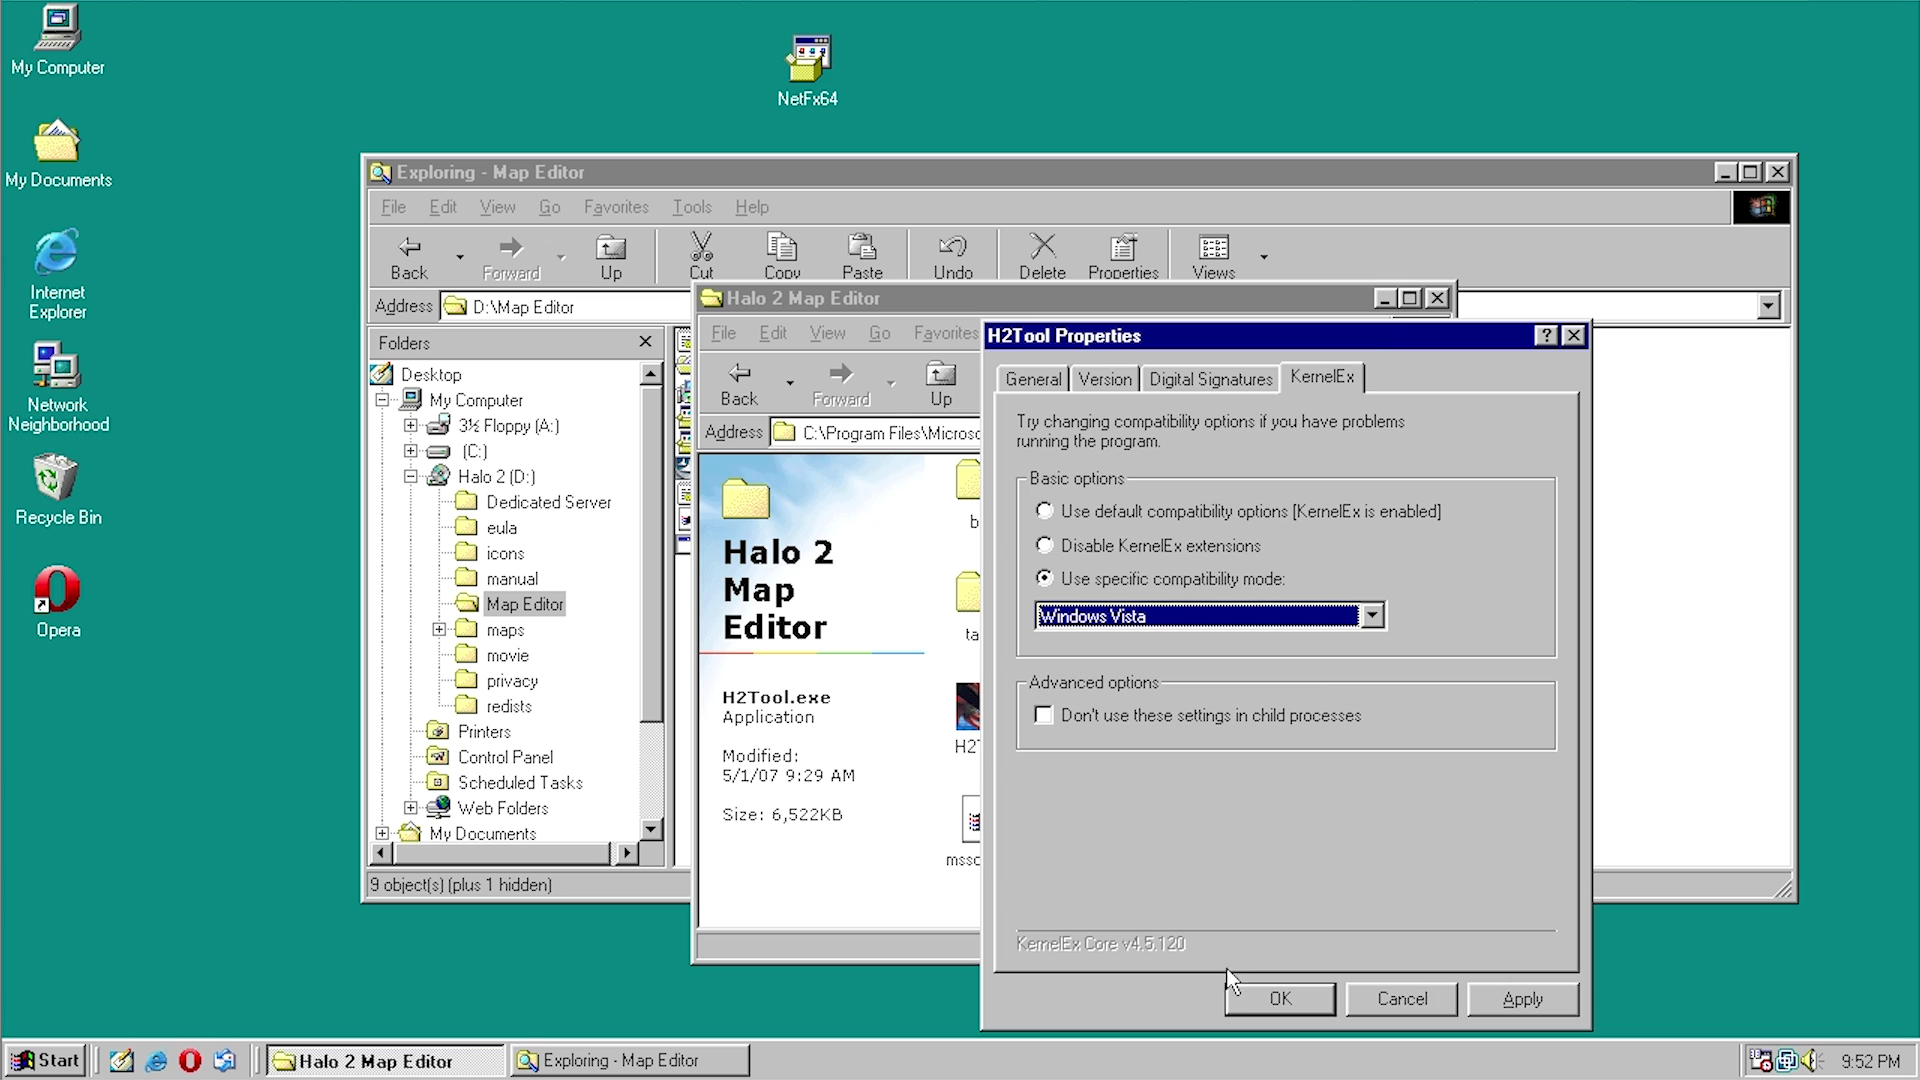 My Computer
My Documents
Internet
Explorer
Network
Neighborhood
Recycle Bin
Opera
NetFx64
Exploring - Map Editor
File Edit View Go Favorites Tools Help
Back Forward Up Cut Copy Paste Undo Delete Properties Views
Address D:\Map Editor
Folders
Desktop
My Computer
3½ Floppy (A:)
(C:)
Halo 2 (D:)
Dedicated Server
eula
icons
manual
Map Editor
maps
movie
privacy
redists
Printers
Control Panel
Scheduled Tasks
Web Folders
My Documents
9 object(s) (plus 1 hidden)
Halo 2 Map Editor
File Edit View Go Favorites
Back Forward Up
Address C:\Program Files\Microso
Halo 2
Map
Editor
H2Tool.exe
Application
Modified:
5/1/07 9:29 AM
Size: 6,522KB
b
ta
H2
mssc
H2Tool Properties
General Version Digital Signatures KernelEx
Try changing compatibility options if you have problems
running the program.
Basic options
Use default compatibility options [KernelEx is enabled]
Disable KernelEx extensions
Use specific compatibility mode:
Windows Vista
Advanced options
Don't use these settings in child processes
KernelEx Core v4.5.120
OK Cancel Apply
Start Halo 2 Map Editor Exploring - Map Editor 9:52 PM